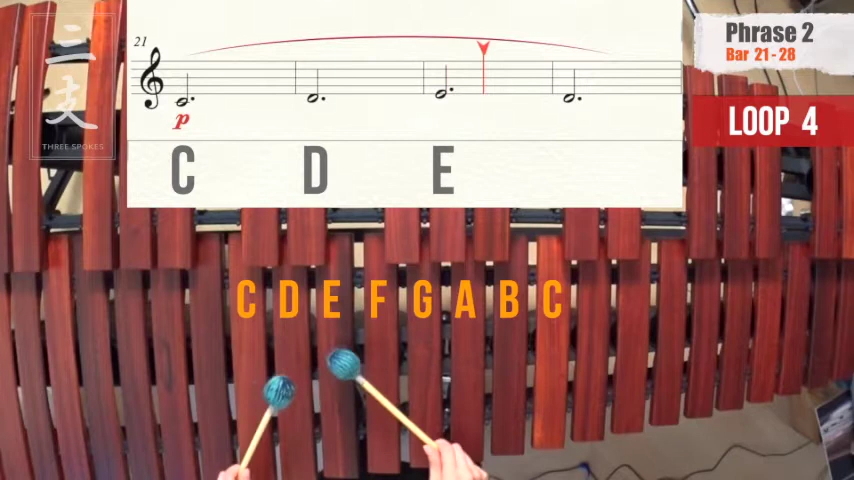 三
支
THREE SPOKES
21
p
C D E
Phrase 2
Bar 21-28
LOOP 4
C D E F G A B C